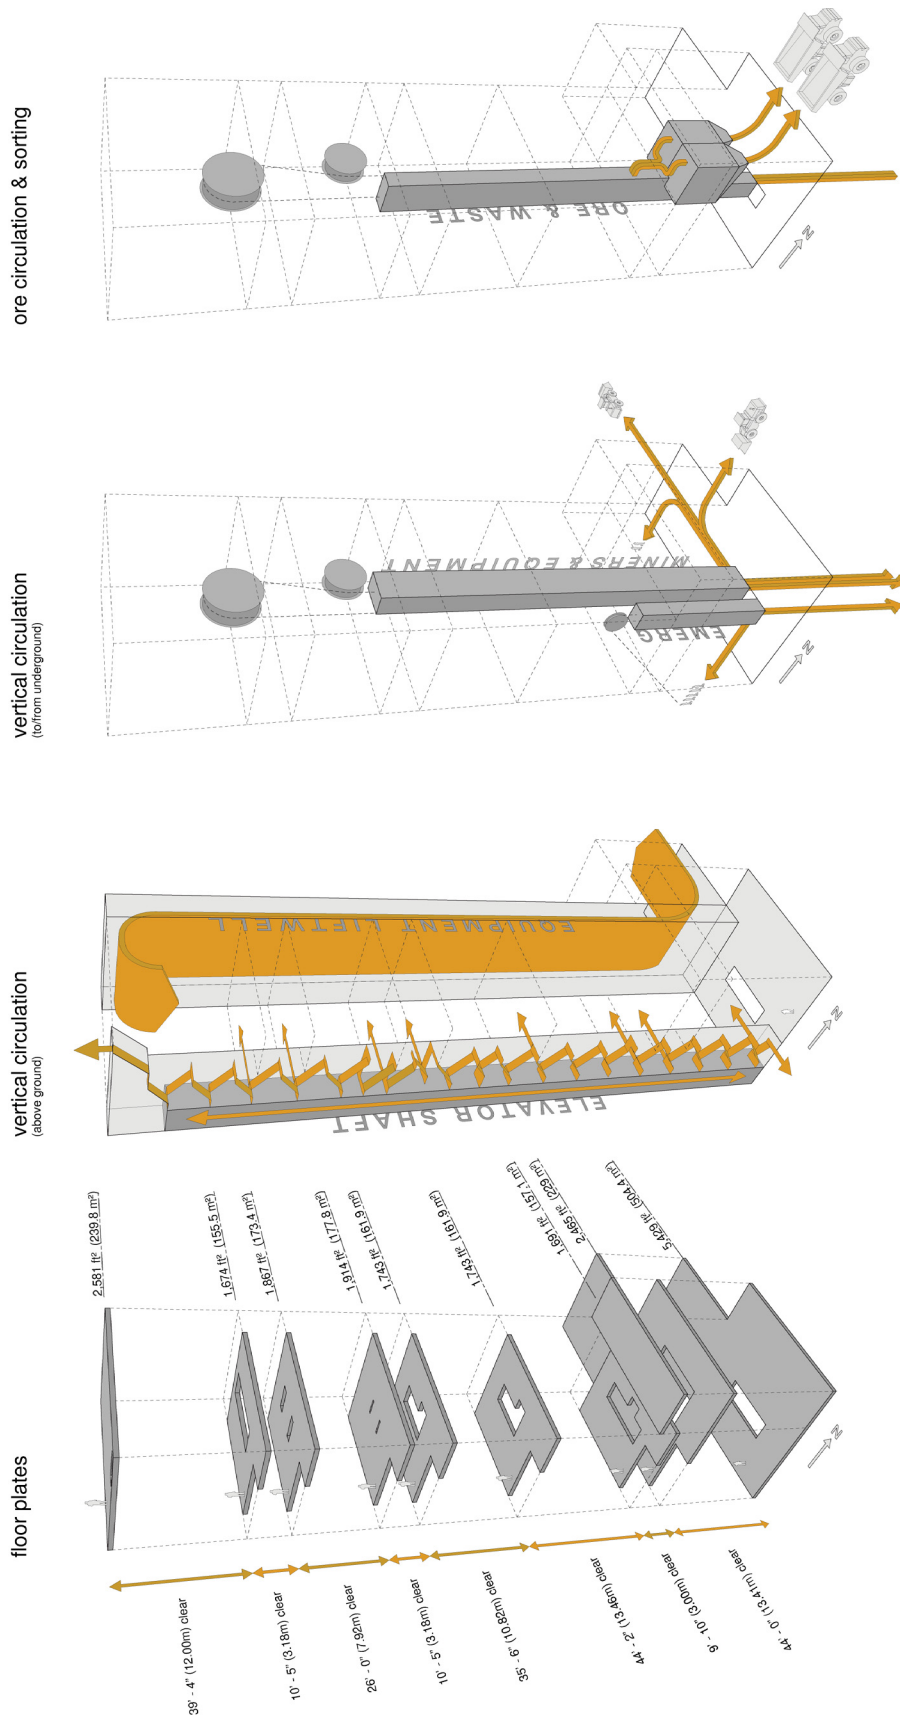 floor plates
2,581 ft² (239.8 m²)
1,674 ft² (155.5 m²)
1,867 ft² (173.4 m²)
1,914 ft² (177.8 m²)
1,743 ft² (161.9 m²)
1,743 ft² (161.9 m²)
1,691 ft² (157.1 m²)
2,465 ft² (229 m²)
5,429 ft² (504.4 m²)
39' - 4" (12.00m) clear
10' - 5" (3.18m) clear
26' - 0" (7.92m) clear
10' - 5" (3.18m) clear
35' - 6" (10.82m) clear
44' - 2" (13.46m) clear
9' - 10" (3.00m) clear
44' - 0" (13.41m) clear
N
vertical circulation
(above ground)
ELEVATOR SHAFT
EQUIPMENT LIFTWELL
N
vertical circulation
(to/from underground)
MINERS & EQUIPMENT
EMERG
N
ore circulation & sorting
ORE & WASTE
N